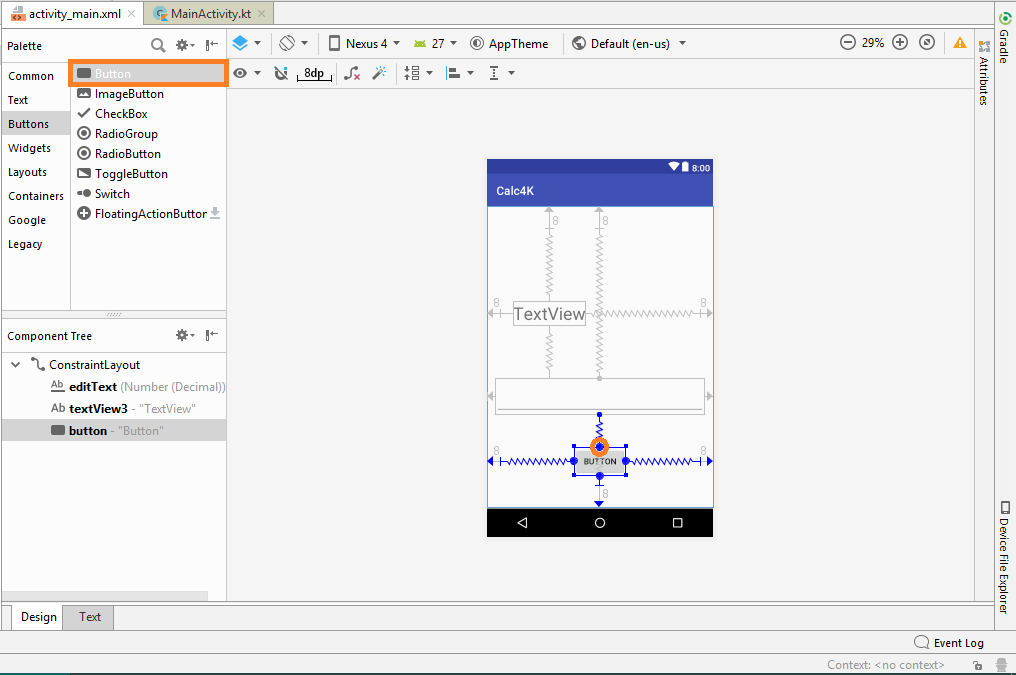 activity_main.xml
MainActivity.kt
Palette
Nexus 4
27
AppTheme
Default (en-us)
29%
8dp
Common
Text
Buttons
Widgets
Layouts
Containers
Google
Legacy
Button
ImageButton
CheckBox
RadioGroup
RadioButton
ToggleButton
Switch
FloatingActionButton
8:00
Calc4K
8
8
8
8
TextView
8
8
BUTTON
8
Component Tree
ConstraintLayout
Ab editText (Number (Decimal))
Ab textView3 - "TextView"
button - "Button"
Design
Text
Event Log
Context: <no context>
Gradle
Attributes
Device File Explorer